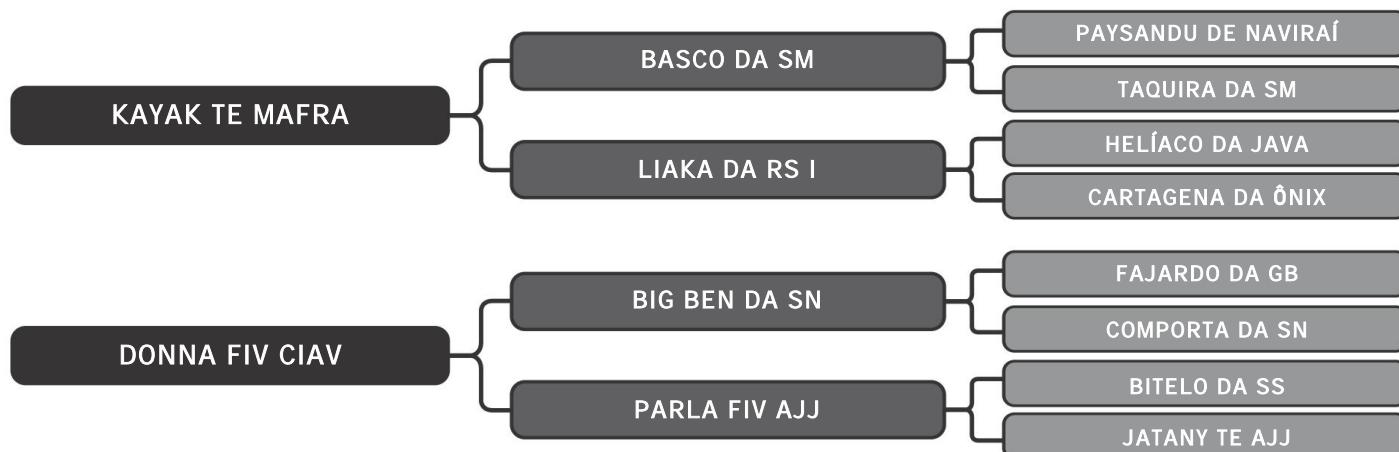 KAYAK TE MAFRA
BASCO DA SM
PAYSANDU DE NAVIRAÍ
TAQUIRA DA SM
LIAKA DA RS I
HELÍACO DA JAVA
CARTAGENA DA ÔNIX
DONNA FIV CIAV
BIG BEN DA SN
FAJARDO DA GB
COMPORTA DA SN
PARLA FIV AJJ
BITELO DA SS
JATANY TE AJJ